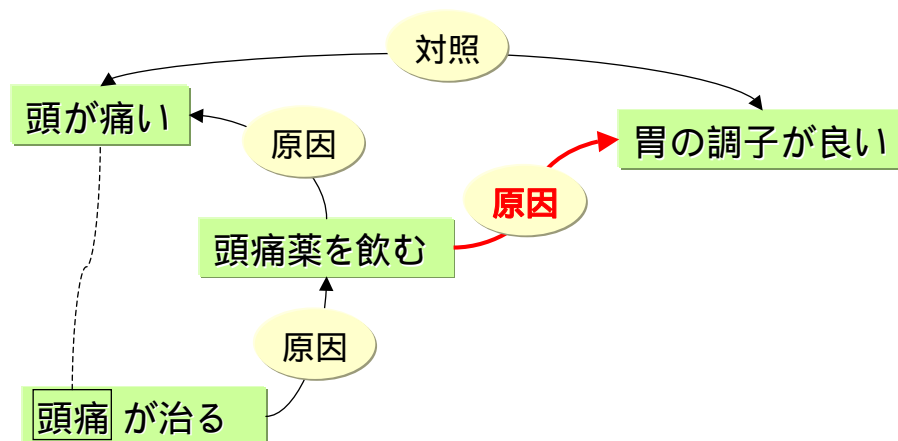 対照
頭が痛い
原因
胃の調子が良い
原因
頭痛薬を飲む
原因
頭痛が治る